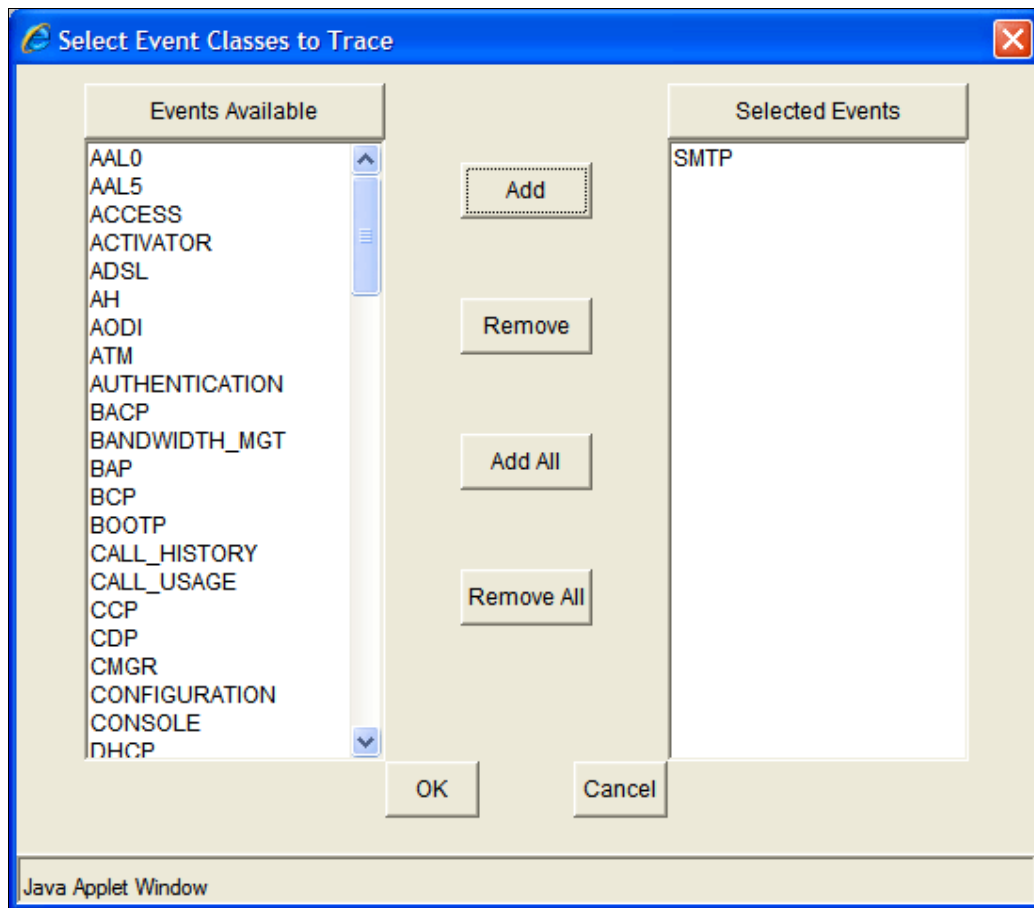 Select Event Classes to Trace
Events Available
AAL0
AAL5
ACCESS
ACTIVATOR
ADSL
AH
AODI
ATM
AUTHENTICATION
BACP
BANDWIDTH_MGT
BAP
BCP
BOOTP
CALL_HISTORY
CALL_USAGE
CCP
CDP
CMGR
CONFIGURATION
CONSOLE
DHCP
Add
Remove
Add All
Remove All
Selected Events
SMTP
OK
Cancel
Java Applet Window